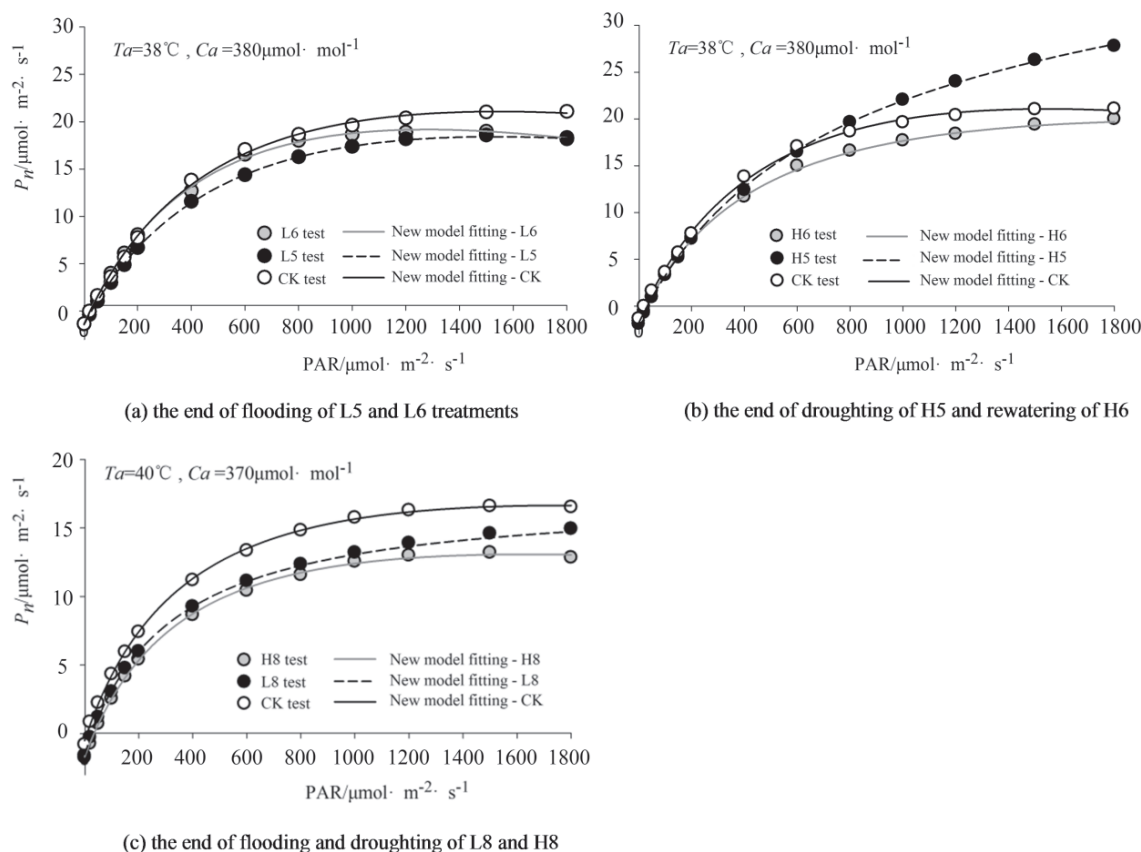 Ta=38℃ , Ca =380μmol· mol⁻¹
Pn/μmol· m⁻²· s⁻¹
30
25
20
15
10
5
0
L6 test New model fitting - L6
L5 test New model fitting - L5
CK test New model fitting - CK
200 400 600 800 1000 1200 1400 1600 1800
PAR/μmol· m⁻²· s⁻¹
(a) the end of flooding of L5 and L6 treatments
Ta=38℃ , Ca =380μmol· mol⁻¹
Pn/μmol· m⁻²· s⁻¹
30
25
20
15
10
5
0
H6 test New model fitting - H6
H5 test New model fitting - H5
CK test New model fitting - CK
200 400 600 800 1000 1200 1400 1600 1800
PAR/μmol· m⁻²· s⁻¹
(b) the end of droughting of H5 and rewatering of H6
Ta=40℃ , Ca =370μmol· mol⁻¹
Pn/μmol· m⁻²· s⁻¹
20
15
10
5
0
H8 test New model fitting - H8
L8 test New model fitting - L8
CK test New model fitting - CK
200 400 600 800 1000 1200 1400 1600 1800
PAR/μmol· m⁻²· s⁻¹
(c) the end of flooding and droughting of L8 and H8